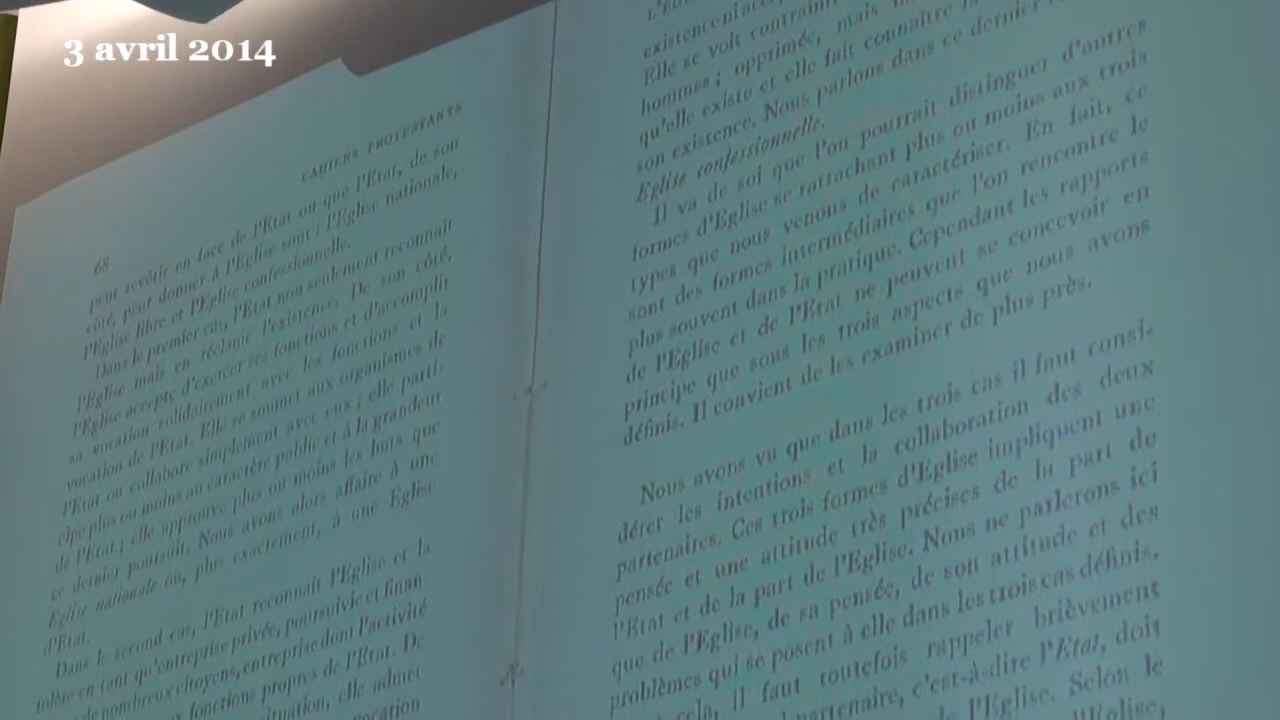 3 avril 2014
68
CAHIERS PROTESTANTS
peut revêtir en face de l'Etat ou que l'Etat, de son
côté, peut donner à l'Eglise sont : l'Eglise nationale,
l'Eglise libre et l'Eglise confessionnelle.
Dans le premier cas, l'Etat non seulement reconnaît
l'Eglise mais en réclame l'existence. De son côté,
l'Eglise accepte d'exercer ses fonctions et d'accomplir
sa vocation solidairement avec les fonctions et la
vocation de l'Etat. Elle se soumet aux organismes de
l'Etat ou collabore simplement avec eux ; elle parti-
cipe plus ou moins au caractère public et à la grandeur
de l'Etat ; elle approuve plus ou moins les buts que
ce dernier poursuit. Nous avons alors affaire à une
Eglise nationale ou, plus exactement, à une Eglise
d'Etat.
Dans le second cas, l'Etat reconnaît l'Eglise et la
tolère en tant qu'entreprise privée, poursuivie et finan-
de nombreux citoyens, entreprise dont l'activité
fonctions propres de l'Etat. De
situation, elle admet
vocation
existence
Elle se voit contrainte
hommes ; opprimée, mais
qu'elle existe et elle fait connaître
son existence. Nous parlons dans ce dernier
Eglise confessionnelle.
Il va de soi que l'on pourrait distinguer d'autres
formes d'Eglise se rattachant plus ou moins aux trois
types que nous venons de caractériser. En fait, ce
sont des formes intermédiaires que l'on rencontre le
plus souvent dans la pratique. Cependant les rapports
de l'Eglise et de l'Etat ne peuvent se concevoir en
principe que sous les trois aspects que nous avons
définis. Il convient de les examiner de plus près.
Nous avons vu que dans les trois cas il faut consi-
dérer les intentions et la collaboration des deux
partenaires. Ces trois formes d'Eglise impliquent une
pensée et une attitude très précises de la part de
l'Etat et de la part de l'Eglise. Nous ne parlerons ici
que de l'Eglise, de sa pensée, de son attitude et des
problèmes qui se posent à elle dans les trois cas définis.
cela, il faut toutefois rappeler brièvement
partenaire, c'est-à-dire l'Etat, doit
de l'Eglise. Selon le
l'Eglise,